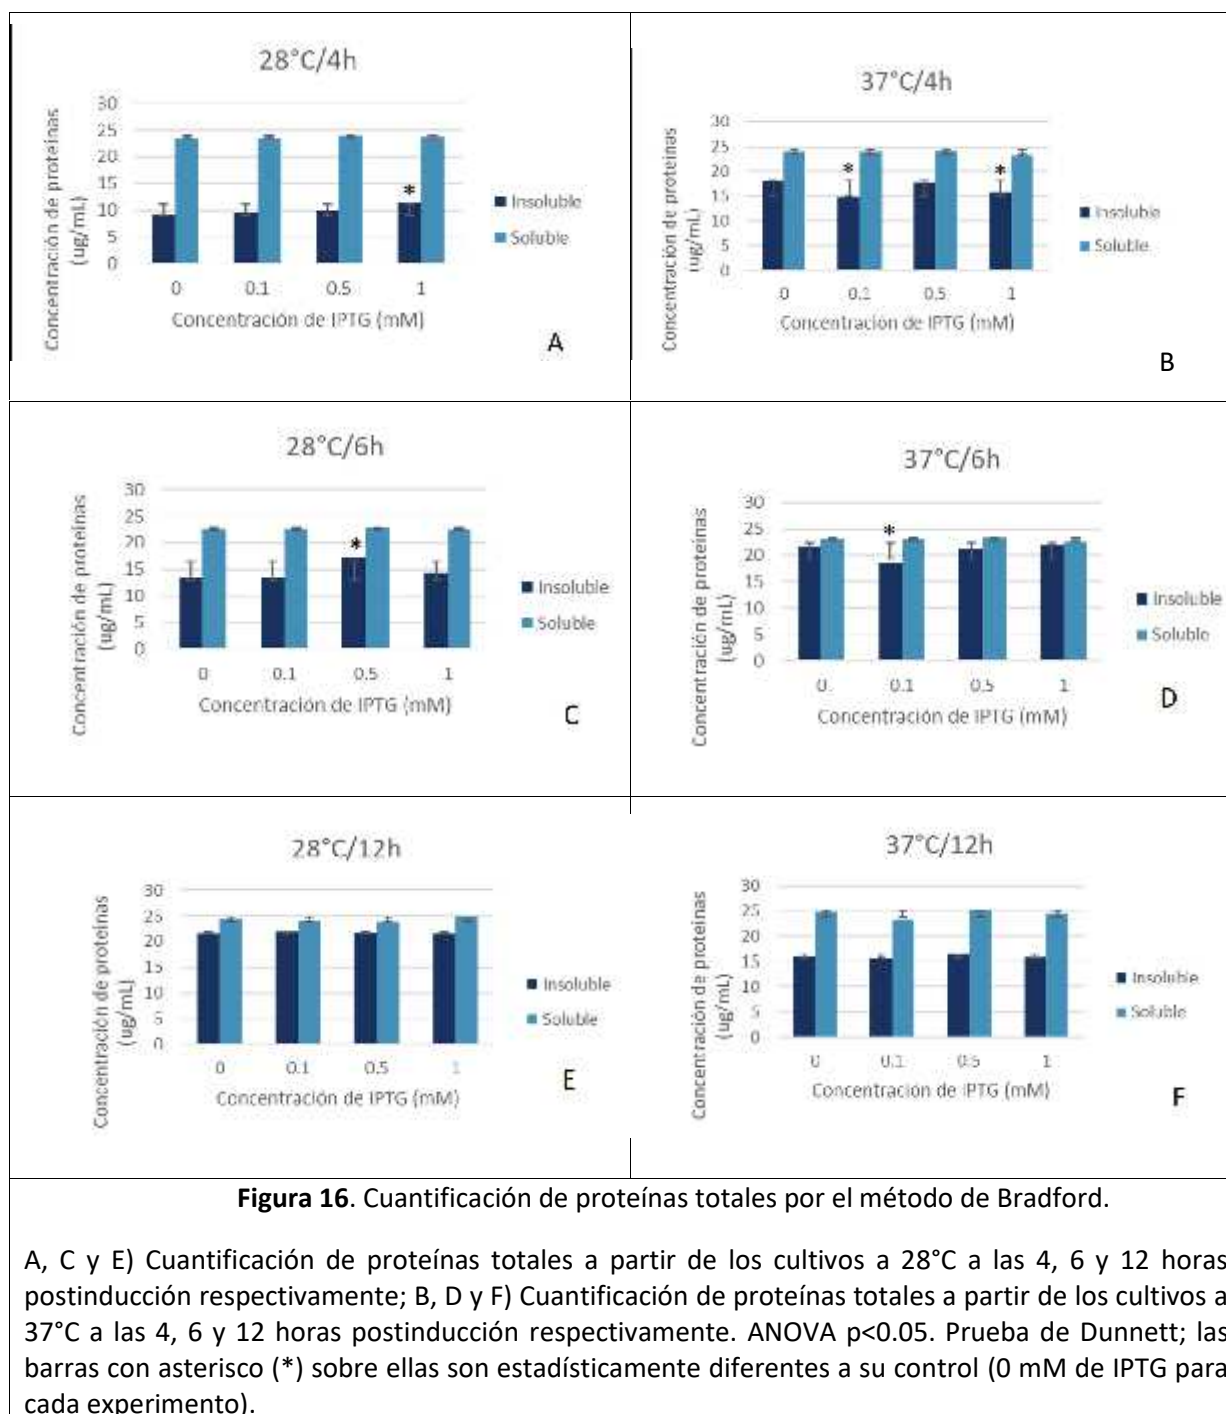 28°C/4h
Concentración de proteínas
(ug/mL)
30
25
20
15
10
5
0
*
0 0.1 0.5 1
Concentración de IPTG (mM)
Insoluble
Soluble
A
37°C/4h
Concentración de proteínas
(ug/mL)
30
25
20
15
10
5
0
* *
0 0.1 0.5 1
Concentración de IPTG (mM)
Insoluble
Soluble
B
28°C/6h
Concentración de proteínas
(ug/mL)
30
25
20
15
10
5
0
*
0 0.1 0.5 1
Concentración de IPTG (mM)
Insoluble
Soluble
C
37°C/6h
Concentración de proteínas
(ug/mL)
30
25
20
15
10
5
0
*
0 0.1 0.5 1
Concentración de IPTG (mM)
Insoluble
Soluble
D
28°C/12h
Concentración de proteínas
(ug/mL)
30
25
20
15
10
5
0
0 0.1 0.5 1
Concentración de IPTG (mM)
Insoluble
Soluble
E
37°C/12h
Concentración de proteínas
(ug/mL)
30
25
20
15
10
5
0
0 0.1 0.5 1
Concentración de IPTG (mM)
Insoluble
Soluble
F
Figura 16. Cuantificación de proteínas totales por el método de Bradford.
A, C y E) Cuantificación de proteínas totales a partir de los cultivos a 28°C a las 4, 6 y 12 horas
postinducción respectivamente; B, D y F) Cuantificación de proteínas totales a partir de los cultivos a
37°C a las 4, 6 y 12 horas postinducción respectivamente. ANOVA p<0.05. Prueba de Dunnett; las
barras con asterisco (*) sobre ellas son estadísticamente diferentes a su control (0 mM de IPTG para
cada experimento).